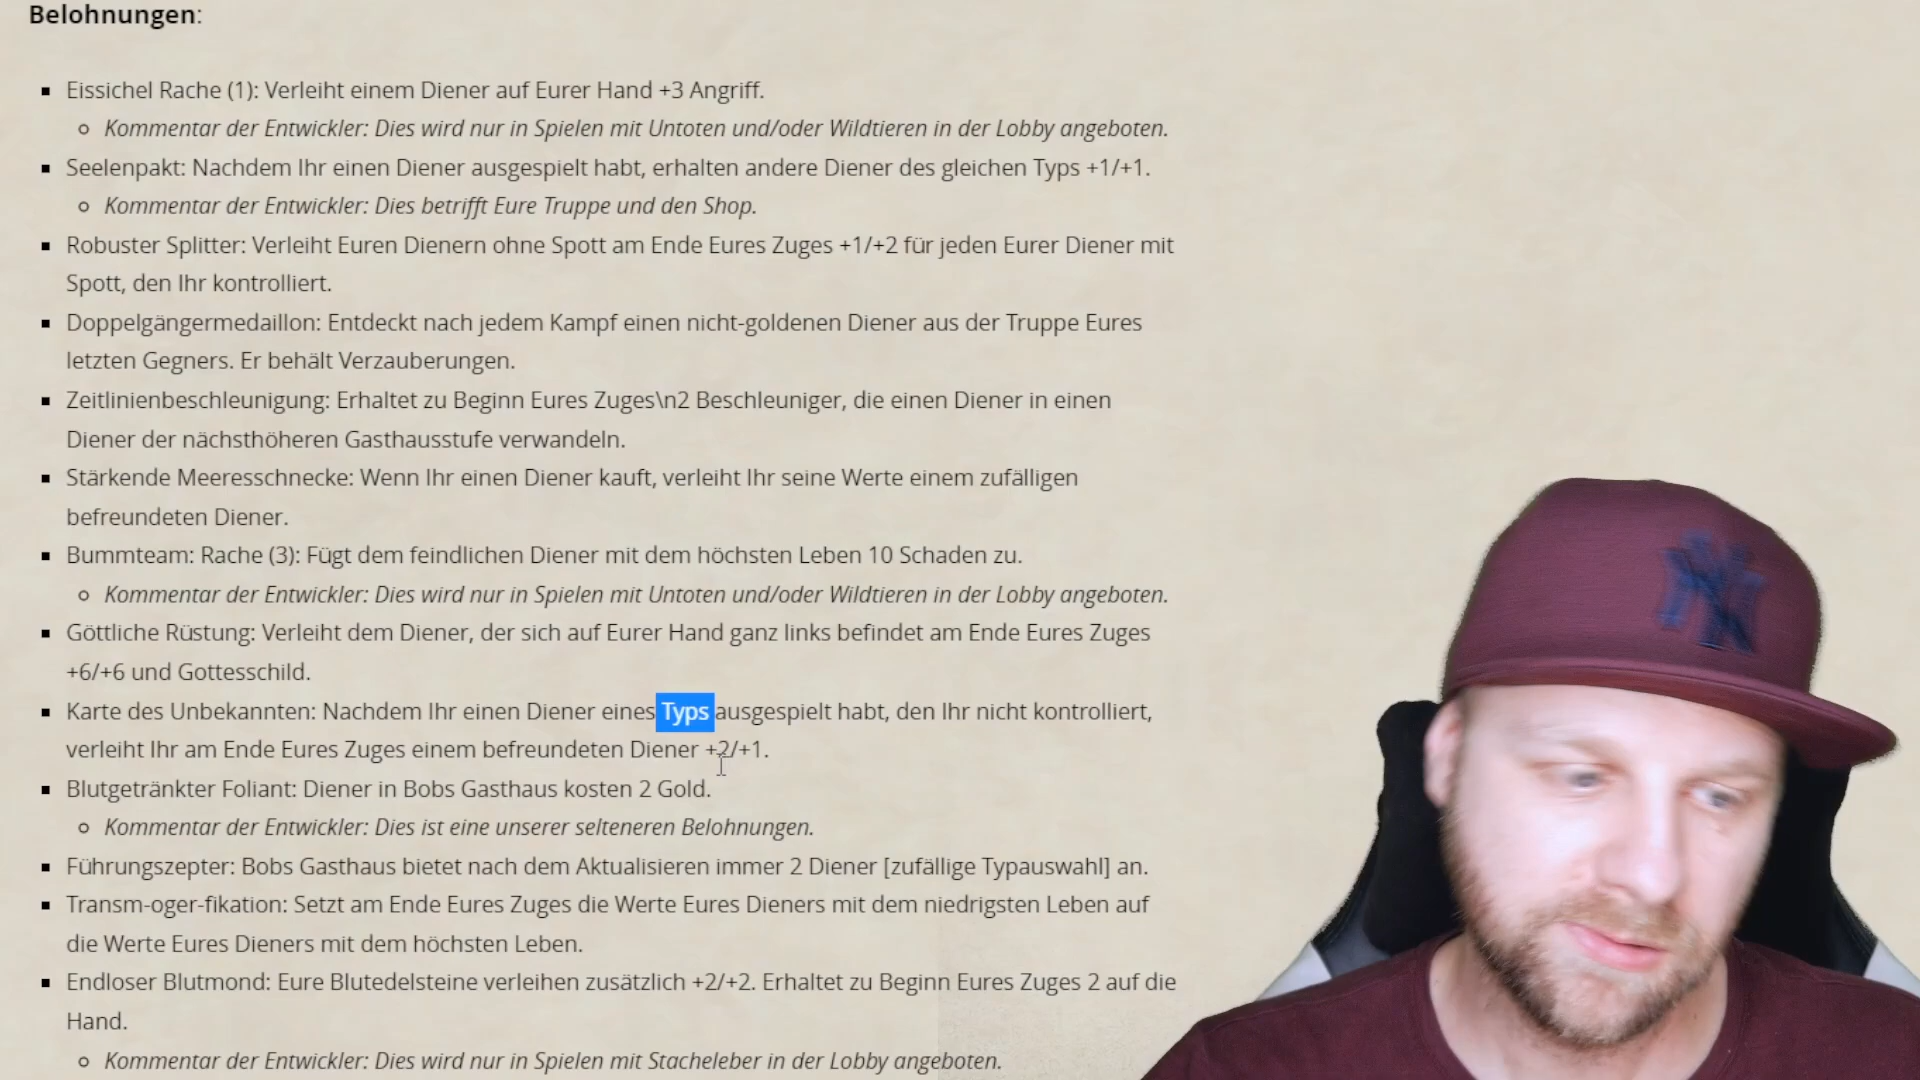 Belohnungen:
Eissichel Rache (1): Verleiht einem Diener auf Eurer Hand +3 Angriff.
Kommentar der Entwickler: Dies wird nur in Spielen mit Untoten und/oder Wildtieren in der Lobby angeboten.
Seelenpakt: Nachdem Ihr einen Diener ausgespielt habt, erhalten andere Diener des gleichen Typs +1/+1.
Kommentar der Entwickler: Dies betrifft Eure Truppe und den Shop.
Robuster Splitter: Verleiht Euren Dienern ohne Spott am Ende Eures Zuges +1/+2 für jeden Eurer Diener mit
Spott, den Ihr kontrolliert.
Doppelgängermedaillon: Entdeckt nach jedem Kampf einen nicht-goldenen Diener aus der Truppe Eures
letzten Gegners. Er behält Verzauberungen.
Zeitlinienbeschleunigung: Erhaltet zu Beginn Eures Zuges\n2 Beschleuniger, die einen Diener in einen
Diener der nächsthöheren Gasthausstufe verwandeln.
Stärkende Meeresschnecke: Wenn Ihr einen Diener kauft, verleiht Ihr seine Werte einem zufälligen
befreundeten Diener.
Bummteam: Rache (3): Fügt dem feindlichen Diener mit dem höchsten Leben 10 Schaden zu.
Kommentar der Entwickler: Dies wird nur in Spielen mit Untoten und/oder Wildtieren in der Lobby angeboten.
Göttliche Rüstung: Verleiht dem Diener, der sich auf Eurer Hand ganz links befindet am Ende Eures Zuges
+6/+6 und Gottesschild.
Karte des Unbekannten: Nachdem Ihr einen Diener eines Typs ausgespielt habt, den Ihr nicht kontrolliert,
verleiht Ihr am Ende Eures Zuges einem befreundeten Diener +2/+1.
Blutgetränkter Foliant: Diener in Bobs Gasthaus kosten 2 Gold.
Kommentar der Entwickler: Dies ist eine unserer selteneren Belohnungen.
Führungszepter: Bobs Gasthaus bietet nach dem Aktualisieren immer 2 Diener [zufällige Typauswahl] an.
Transm-oger-fikation: Setzt am Ende Eures Zuges die Werte Eures Dieners mit dem niedrigsten Leben auf
die Werte Eures Dieners mit dem höchsten Leben.
Endloser Blutmond: Eure Blutedelsteine verleihen zusätzlich +2/+2. Erhaltet zu Beginn Eures Zuges 2 auf die
Hand.
Kommentar der Entwickler: Dies wird nur in Spielen mit Stacheleber in der Lobby angeboten.
NY